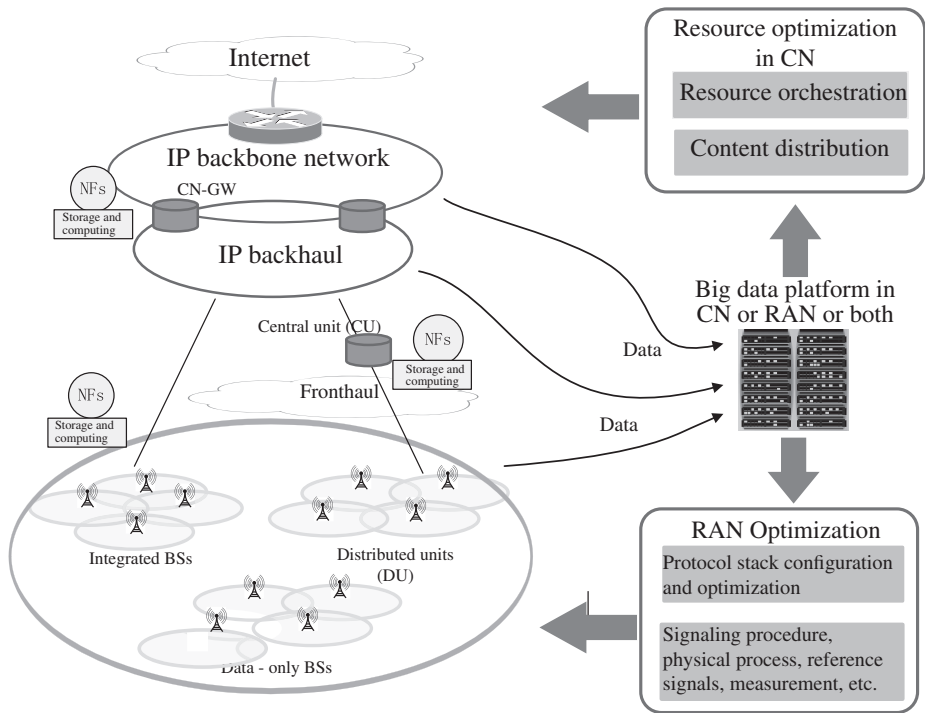 Internet
IP backbone network
NFs
CN-GW
Storage and
computing
IP backhaul
Central unit (CU)
NFs
Storage and
computing
Fronthaul
NFs
Storage and
computing
Integrated BSs
Distributed units
(DU)
Data - only BSs
Data
Data
Resource optimization
in CN
Resource orchestration
Content distribution
Big data platform in
CN or RAN or both
RAN Optimization
Protocol stack configuration
and optimization
Signaling procedure,
physical process, reference
signals, measurement, etc.